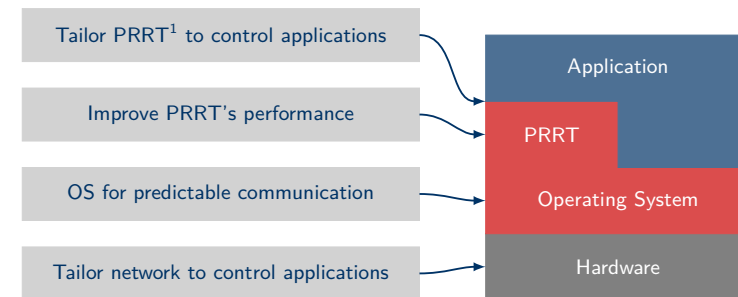 Tailor PRRT¹ to control applications
Application
Improve PRRT's performance
PRRT
OS for predictable communication
Operating System
Tailor network to control applications
Hardware